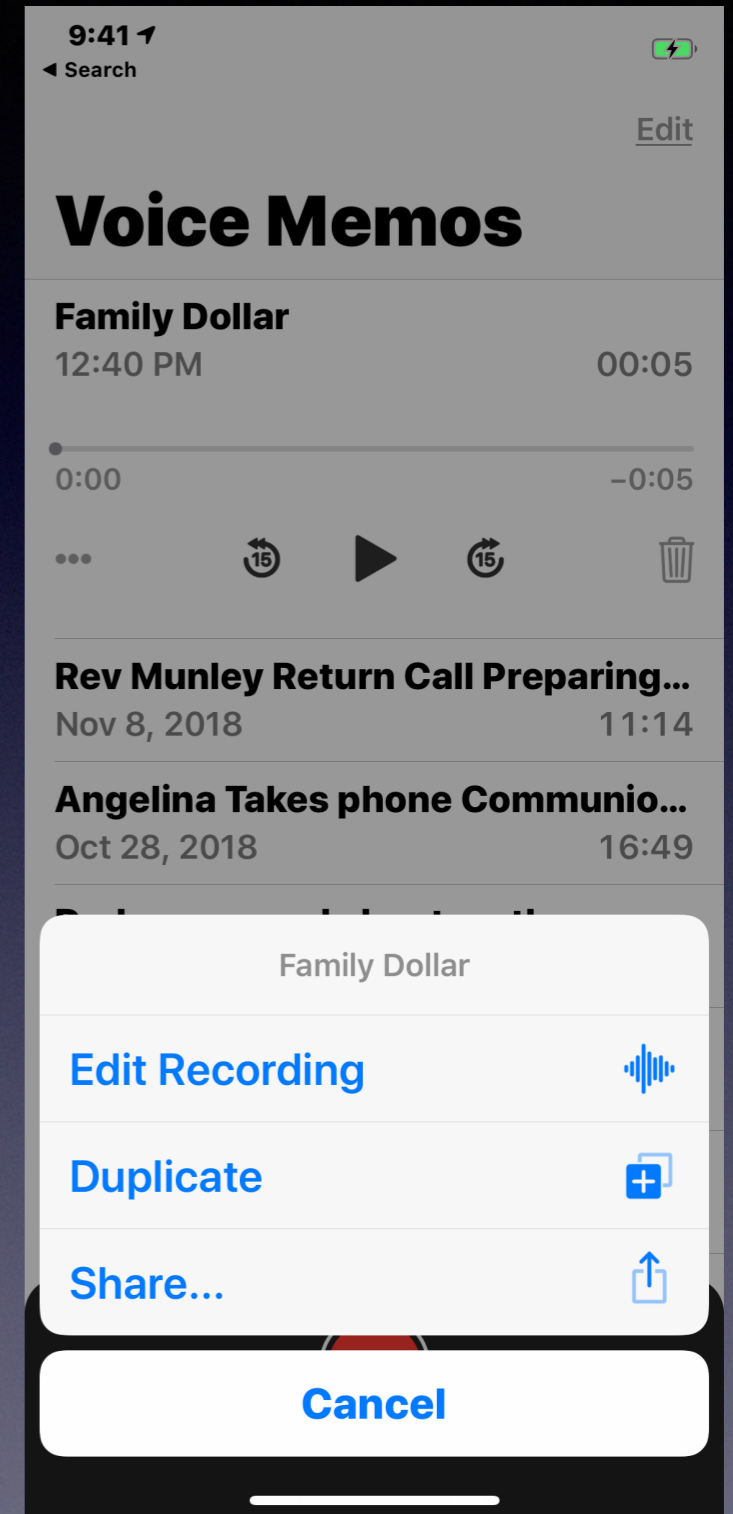 9:41
◀ Search
Edit
Voice Memos
Family Dollar
12:40 PM 00:05
0:00 −0:05
••• 15 15
Rev Munley Return Call Preparing...
Nov 8, 2018 11:14
Angelina Takes phone Communio...
Oct 28, 2018 16:49
Family Dollar
Edit Recording
Duplicate
Share...
Cancel